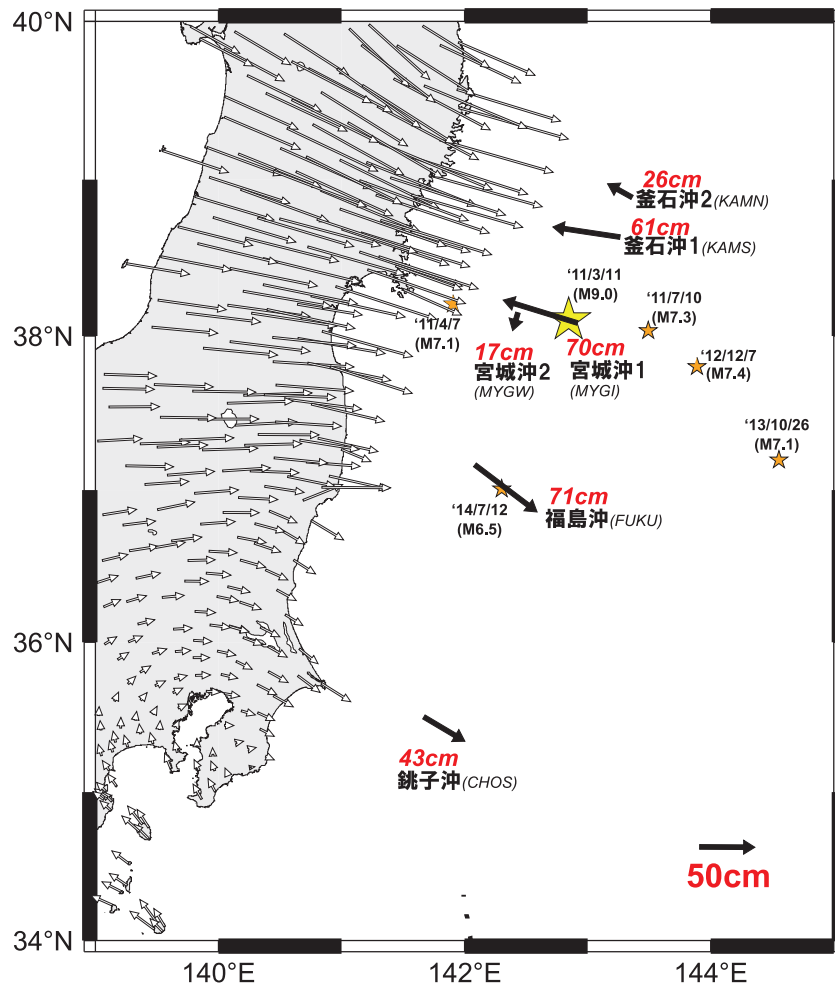 40°N
26cm
釜石沖2(KAMN)
61cm
釜石沖1(KAMS)
‘11/3/11
(M9.0)
‘11/7/10
(M7.3)
38°N
‘11/4/7
(M7.1)
17cm
宮城沖2
(MYGW)
70cm
宮城沖1
(MYGI)
‘12/12/7
(M7.4)
‘13/10/26
(M7.1)
71cm
福島沖(FUKU)
‘14/7/12
(M6.5)
36°N
43cm
銚子沖(CHOS)
50cm
34°N
140°E
142°E
144°E